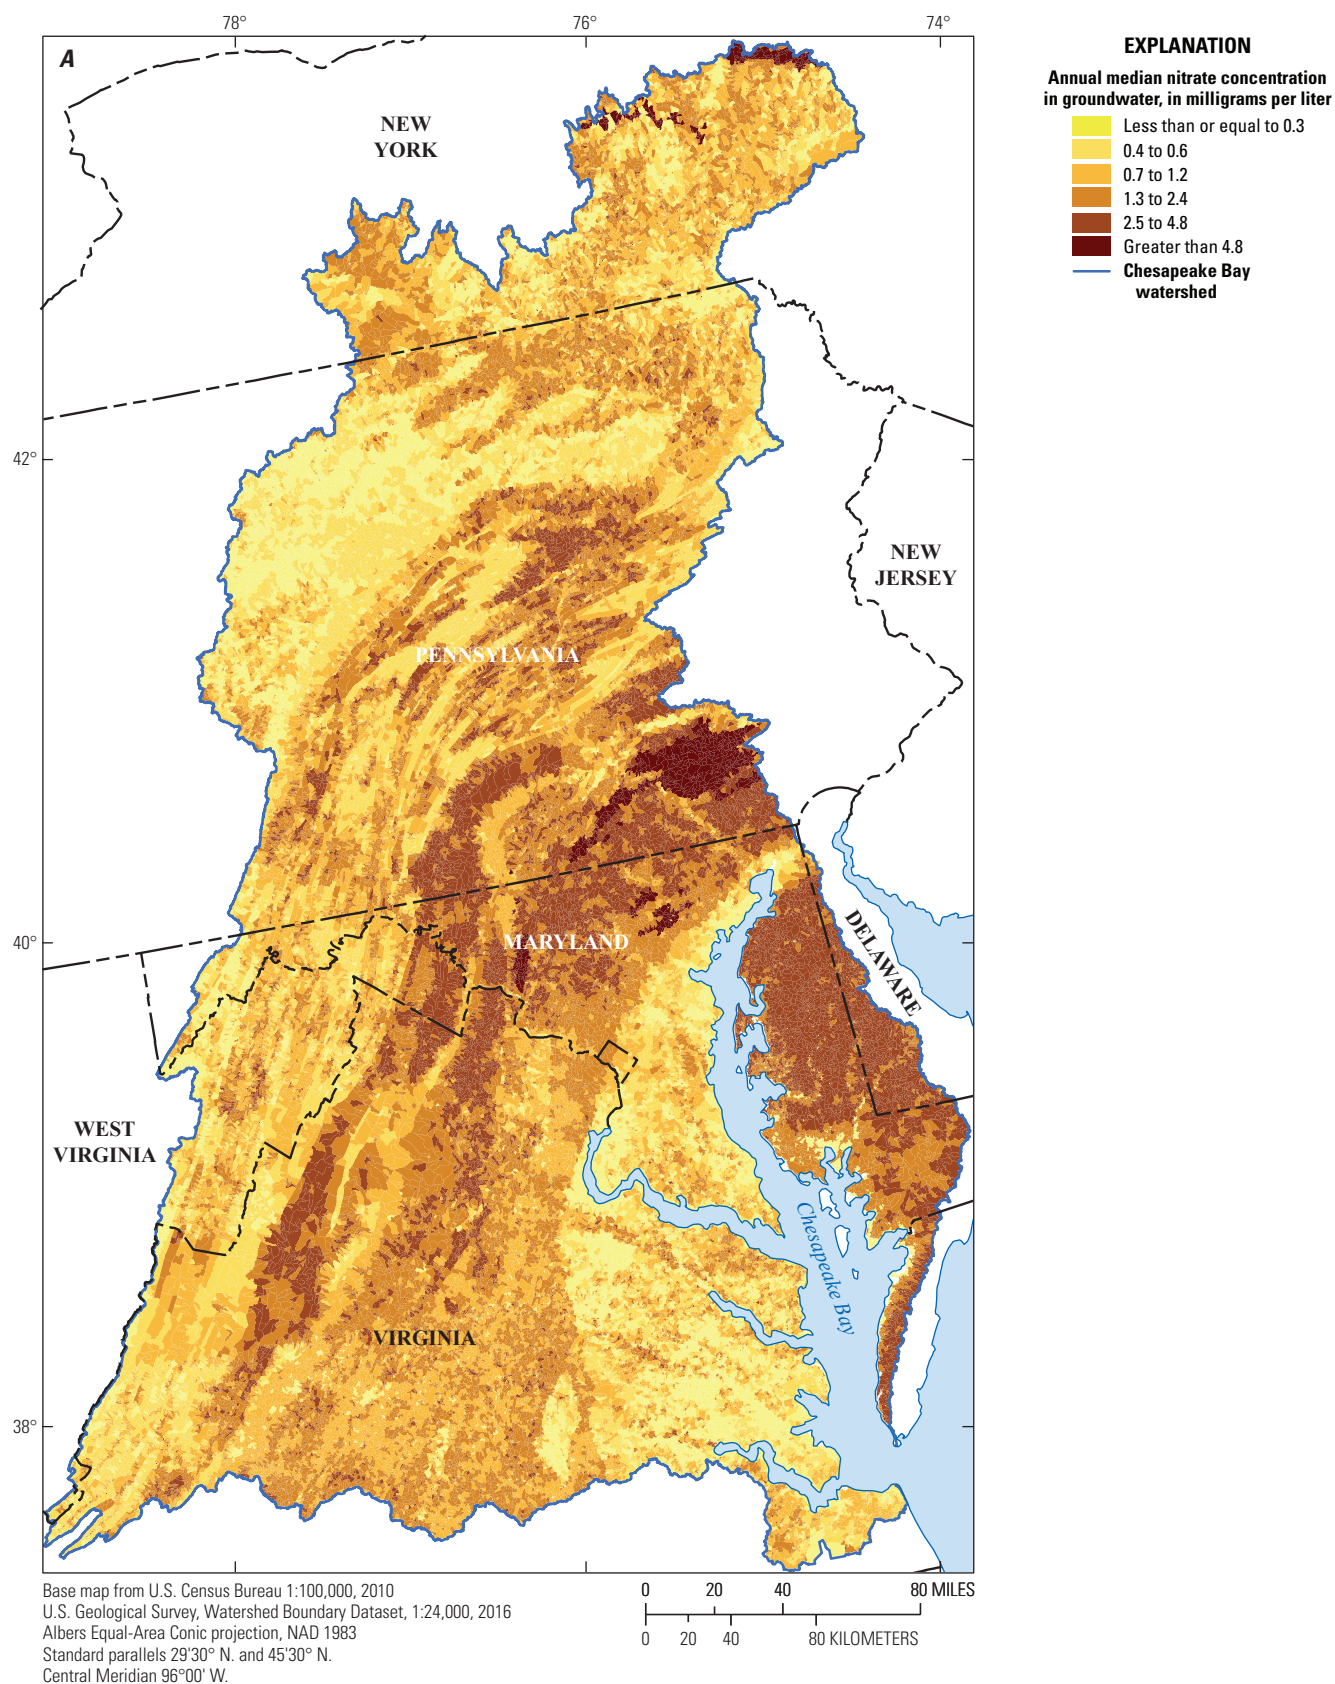 78°
76°
74°
A
NEW
YORK
42°
NEW
JERSEY
PENNSYLVANIA
40°
MARYLAND
DELAWARE
WEST
VIRGINIA
Chesapeake Bay
VIRGINIA
38°
EXPLANATION
Annual median nitrate concentration
in groundwater, in milligrams per liter
Less than or equal to 0.3
0.4 to 0.6
0.7 to 1.2
1.3 to 2.4
2.5 to 4.8
Greater than 4.8
Chesapeake Bay
watershed
Base map from U.S. Census Bureau 1:100,000, 2010
U.S. Geological Survey, Watershed Boundary Dataset, 1:24,000, 2016
Albers Equal-Area Conic projection, NAD 1983
Standard parallels 29'30° N. and 45'30° N.
Central Meridian 96°00' W.
0 20 40 80 MILES
0 20 40 80 KILOMETERS